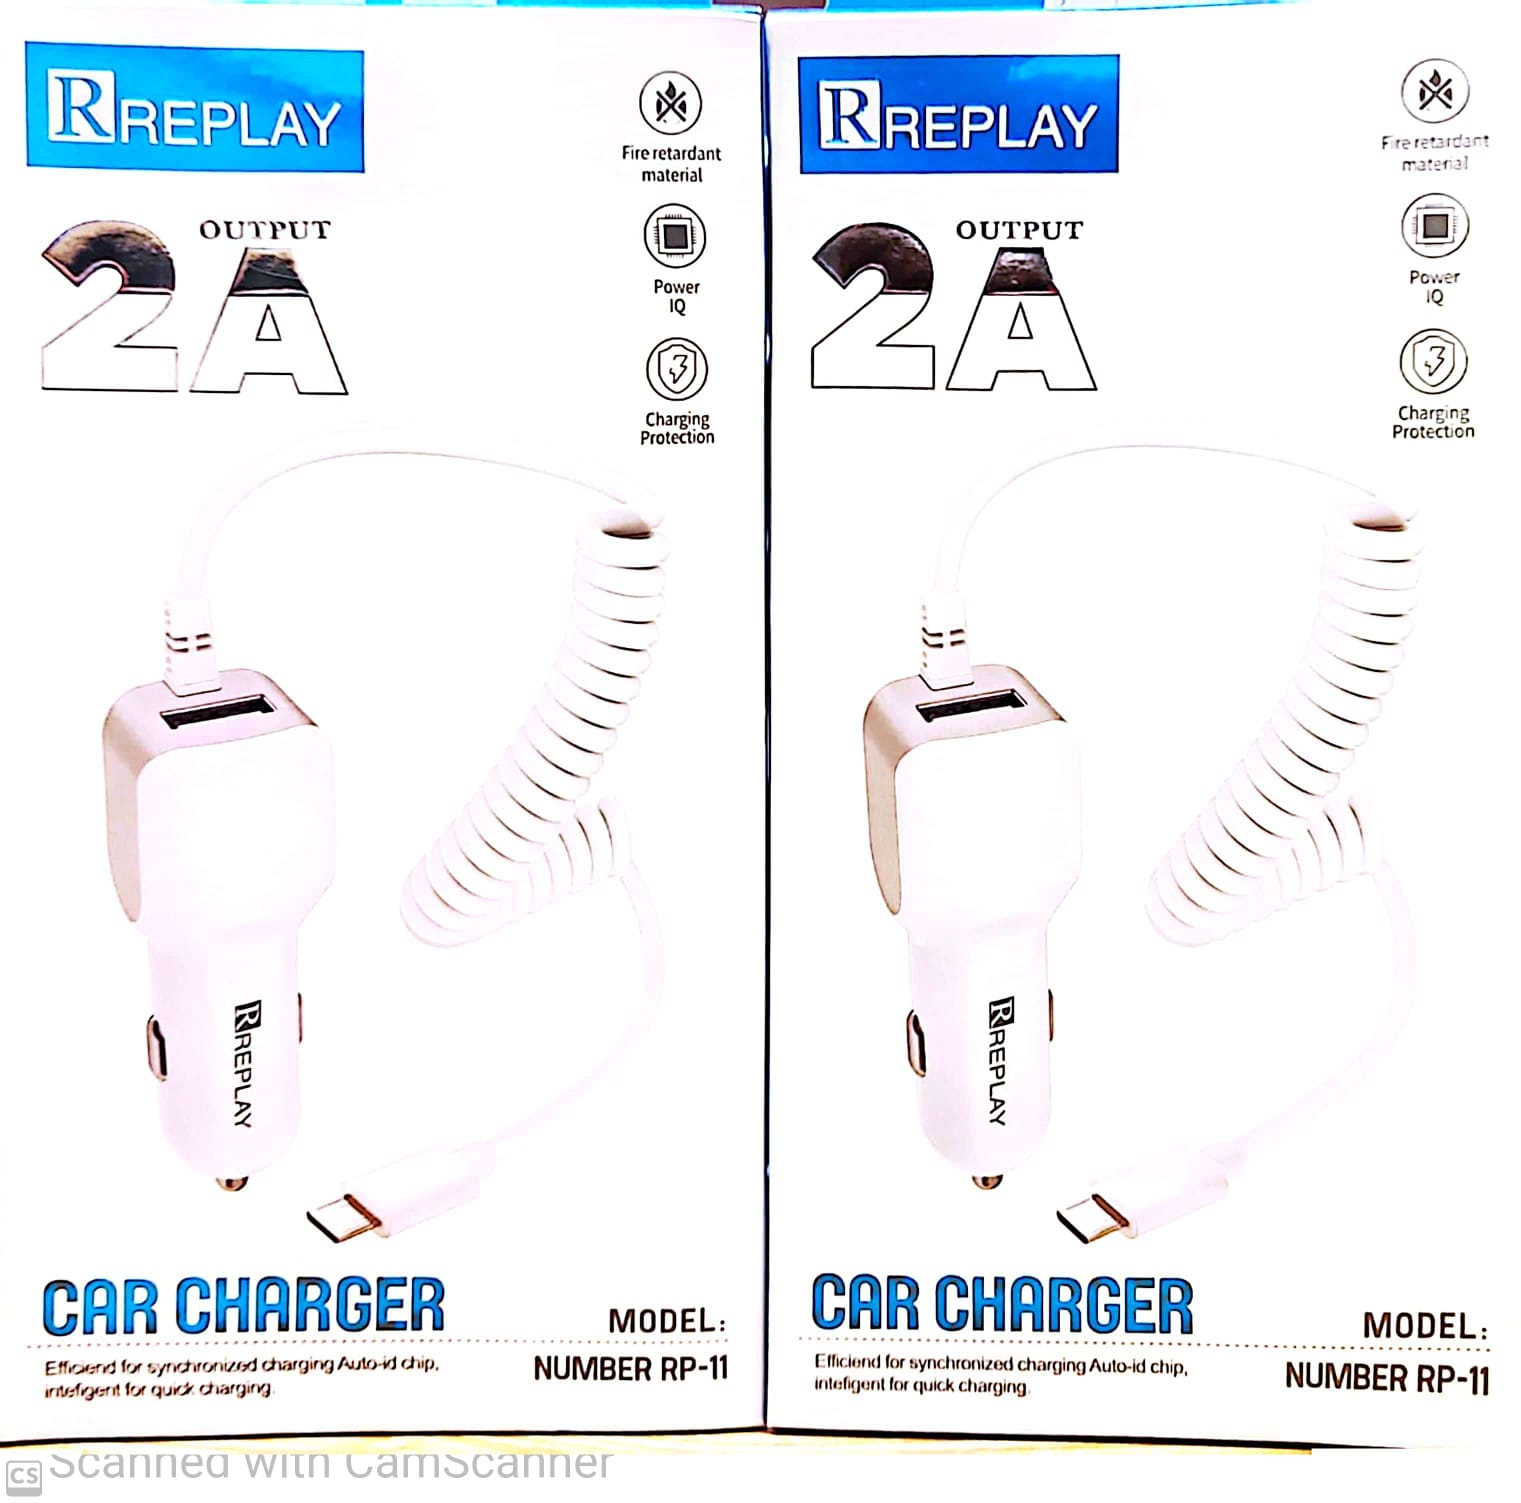 RREPLAY
OUTPUT
2A
Fire retardant
material
Power
IQ
Charging
Protection
RREPLAY
CAR CHARGER
MODEL:
Efficiend for synchronized charging Auto-id chip,
intefigent for quick charging.
NUMBER RP-11
RREPLAY
OUTPUT
2A
Fire retardant
material
Power
IQ
Charging
Protection
RREPLAY
CAR CHARGER
MODEL:
Efficiend for synchronized charging Auto-id chip,
intefigent for quick charging.
NUMBER RP-11
CS Scanned with CamScanner